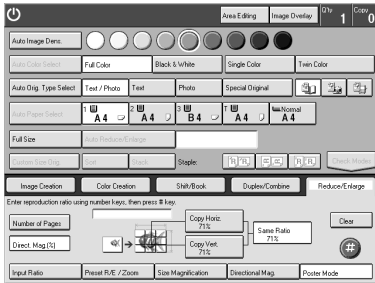 Area Editing Image Overlay Q'ty 1 Copy 0
Auto Image Dens.
Auto Color Select Full Color Black & White Single Color Twin Color
Auto Orig. Type Select Text / Photo Text Photo Special Original
Auto Paper Select 1 A4 2 A4 3 B4 T A4 Normal A4
Full Size Auto Reduce/Enlarge
Custom Size Orig. Sort Stack Staple: Check Modes
Image Creation Color Creation Shift/Book Duplex/Combine Reduce/Enlarge
Enter reproduction ratio using number keys, then press # key.
Number of Pages Copy Horiz. 71% Clear
Same Ratio 71%
Direct. Mag.(%) Copy Vert. 71% #
Input Ratio Preset R/E / Zoom Size Magnification Directional Mag. Poster Mode